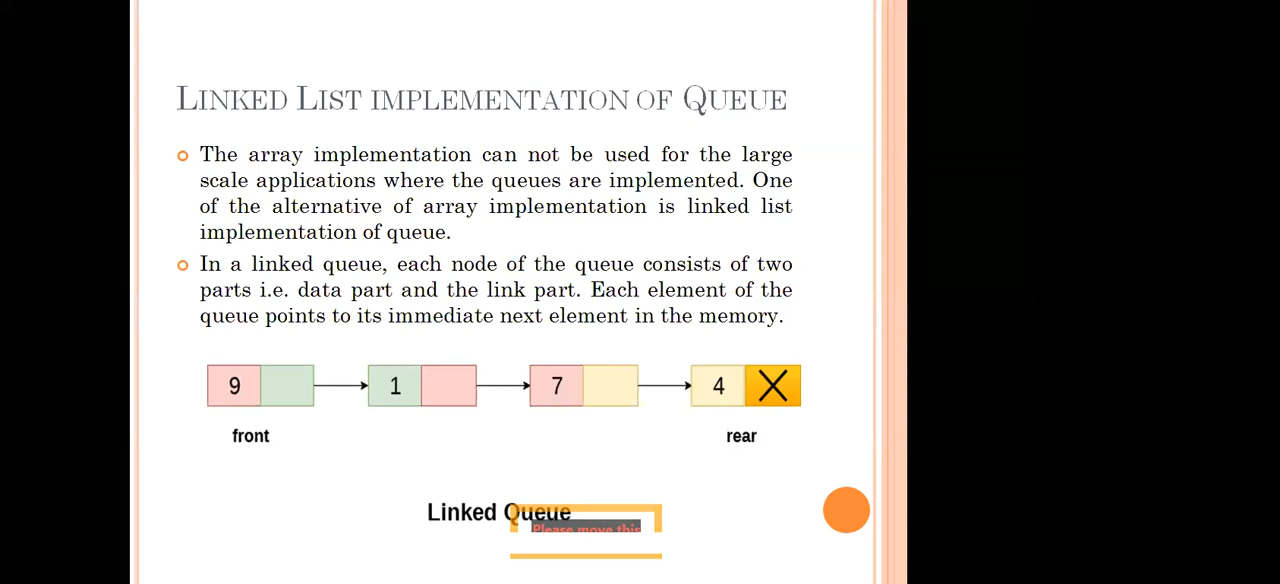 LINKED LIST IMPLEMENTATION OF QUEUE
The array implementation can not be used for the large
scale applications where the queues are implemented. One
of the alternative of array implementation is linked list
implementation of queue.
In a linked queue, each node of the queue consists of two
parts i.e. data part and the link part. Each element of the
queue points to its immediate next element in the memory.
9 1 7 4 X
front rear
Linked Queue
Please move this